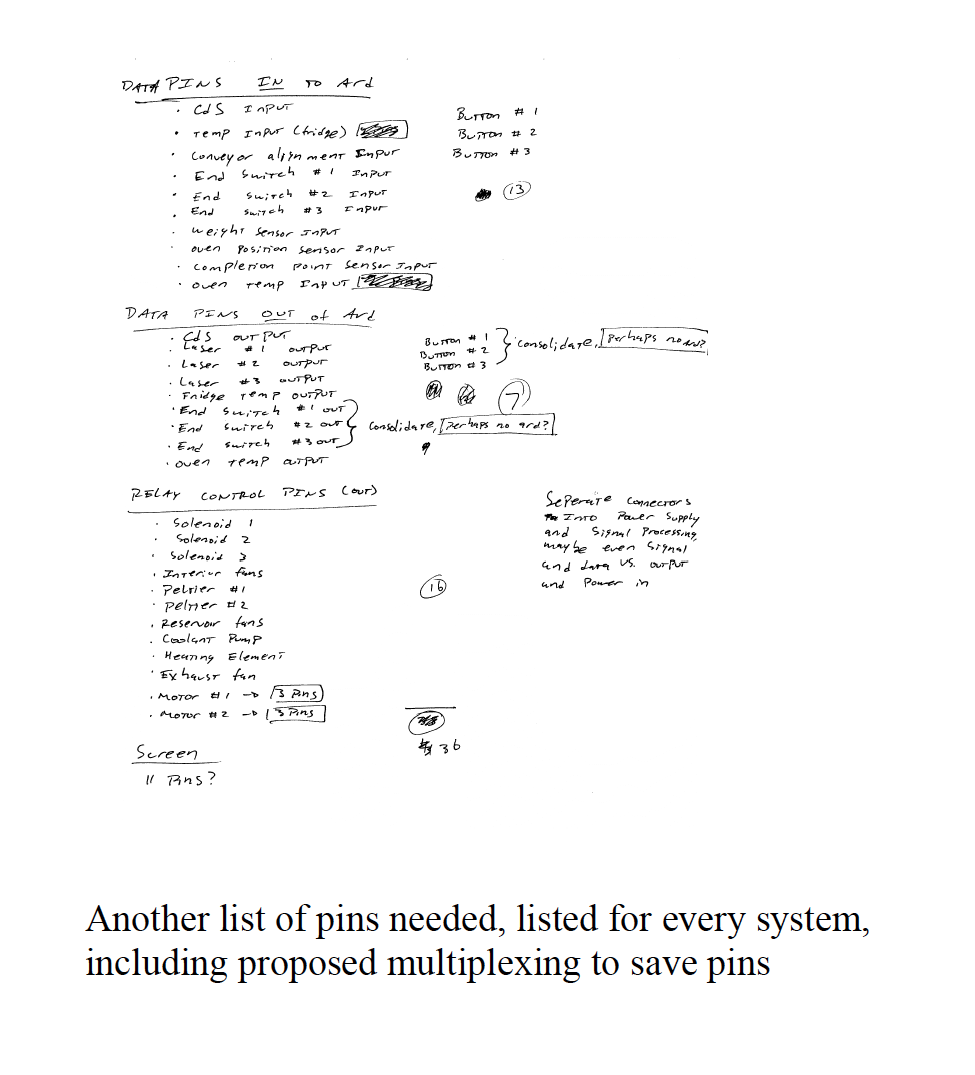 DATA PINS IN TO Ard
· CdS INPUT
· Temp Input (fridge)
· Conveyor alignment Input
· End Switch #1 Input
· End Switch #2 Input
· End Switch #3 Input
· weight Sensor Input
· oven Position Sensor Input
· Completion Point Sensor Input
· oven Temp Input
Button #1
Button #2
Button #3
13
DATA PINS OUT of Ard
· CdS output
· Laser #1 output
· Laser #2 output
· Laser #3 output
· Fridge Temp output
· End Switch #1 out
· End Switch #2 out
· End Switch #3 out
· oven Temp output
Consolidate, Perhaps no ard?
Button #1
Button #2
Button #3
Consolidate, Perhaps no
7
RELAY CONTROL PINS (out)
· Solenoid 1
· Solenoid 2
· Solenoid 3
· Interior fans
· Peltier #1
· Peltier #2
· Reservoir fans
· Coolant Pump
· Heating Element
· Exhaust fan
· Motor #1 → 3 Pins
· Motor #2 → 3 Pins
16
36
Seperate Connectors
Into Power Supply
and Signal Processing,
maybe even Signal
and data vs. output
and Power in
Screen
11 Pins?
Another list of pins needed, listed for every system,
including proposed multiplexing to save pins